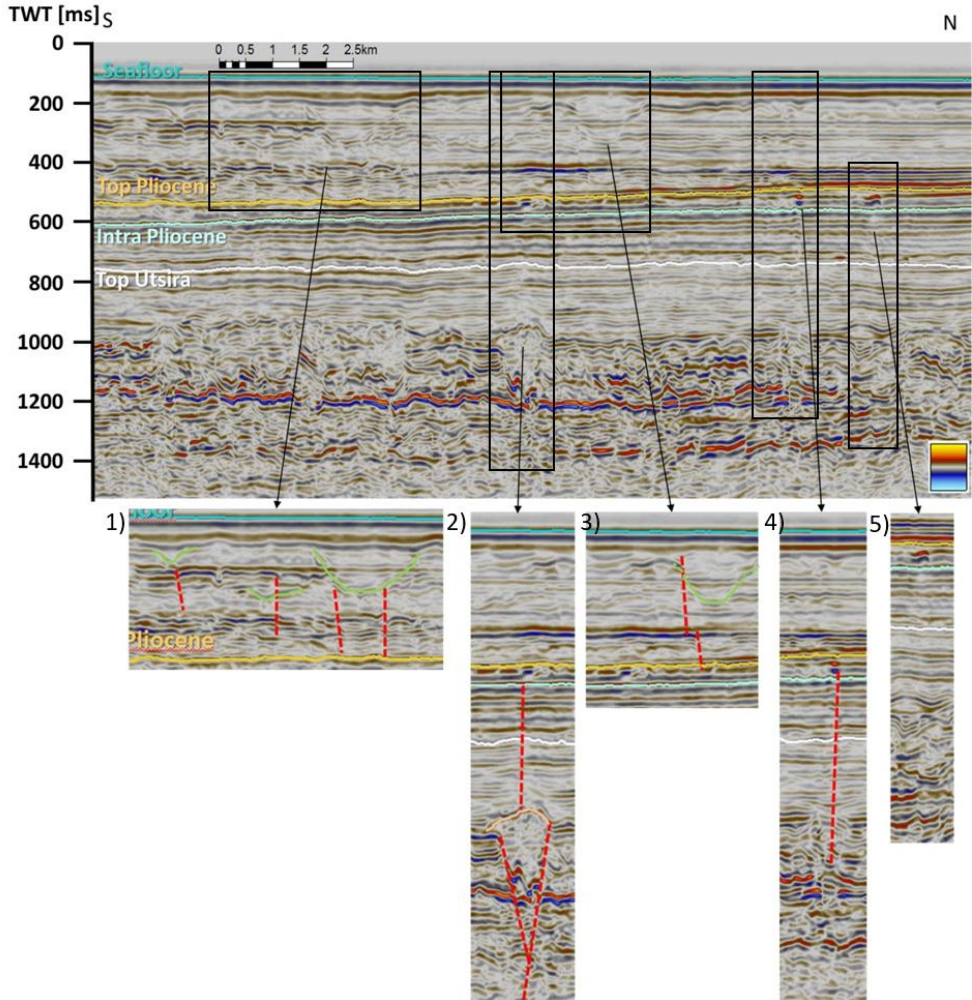 TWT [ms] S N
0
0 0.5 1 1.5 2 2.5km
Seafloor
200
400
Top Pliocene
600
Intra Pliocene
Top Utsira
800
1000
1200
1400
1) 2) 3) 4) 5)
Pliocene